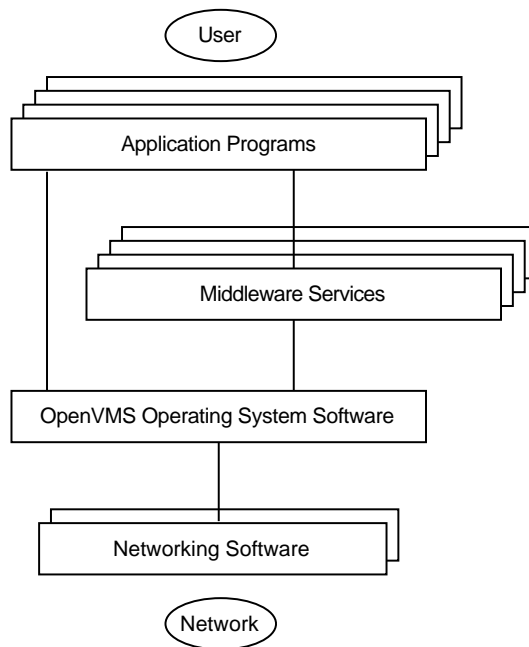 User
Application Programs
Middleware Services
OpenVMS Operating System Software
Networking Software
Network